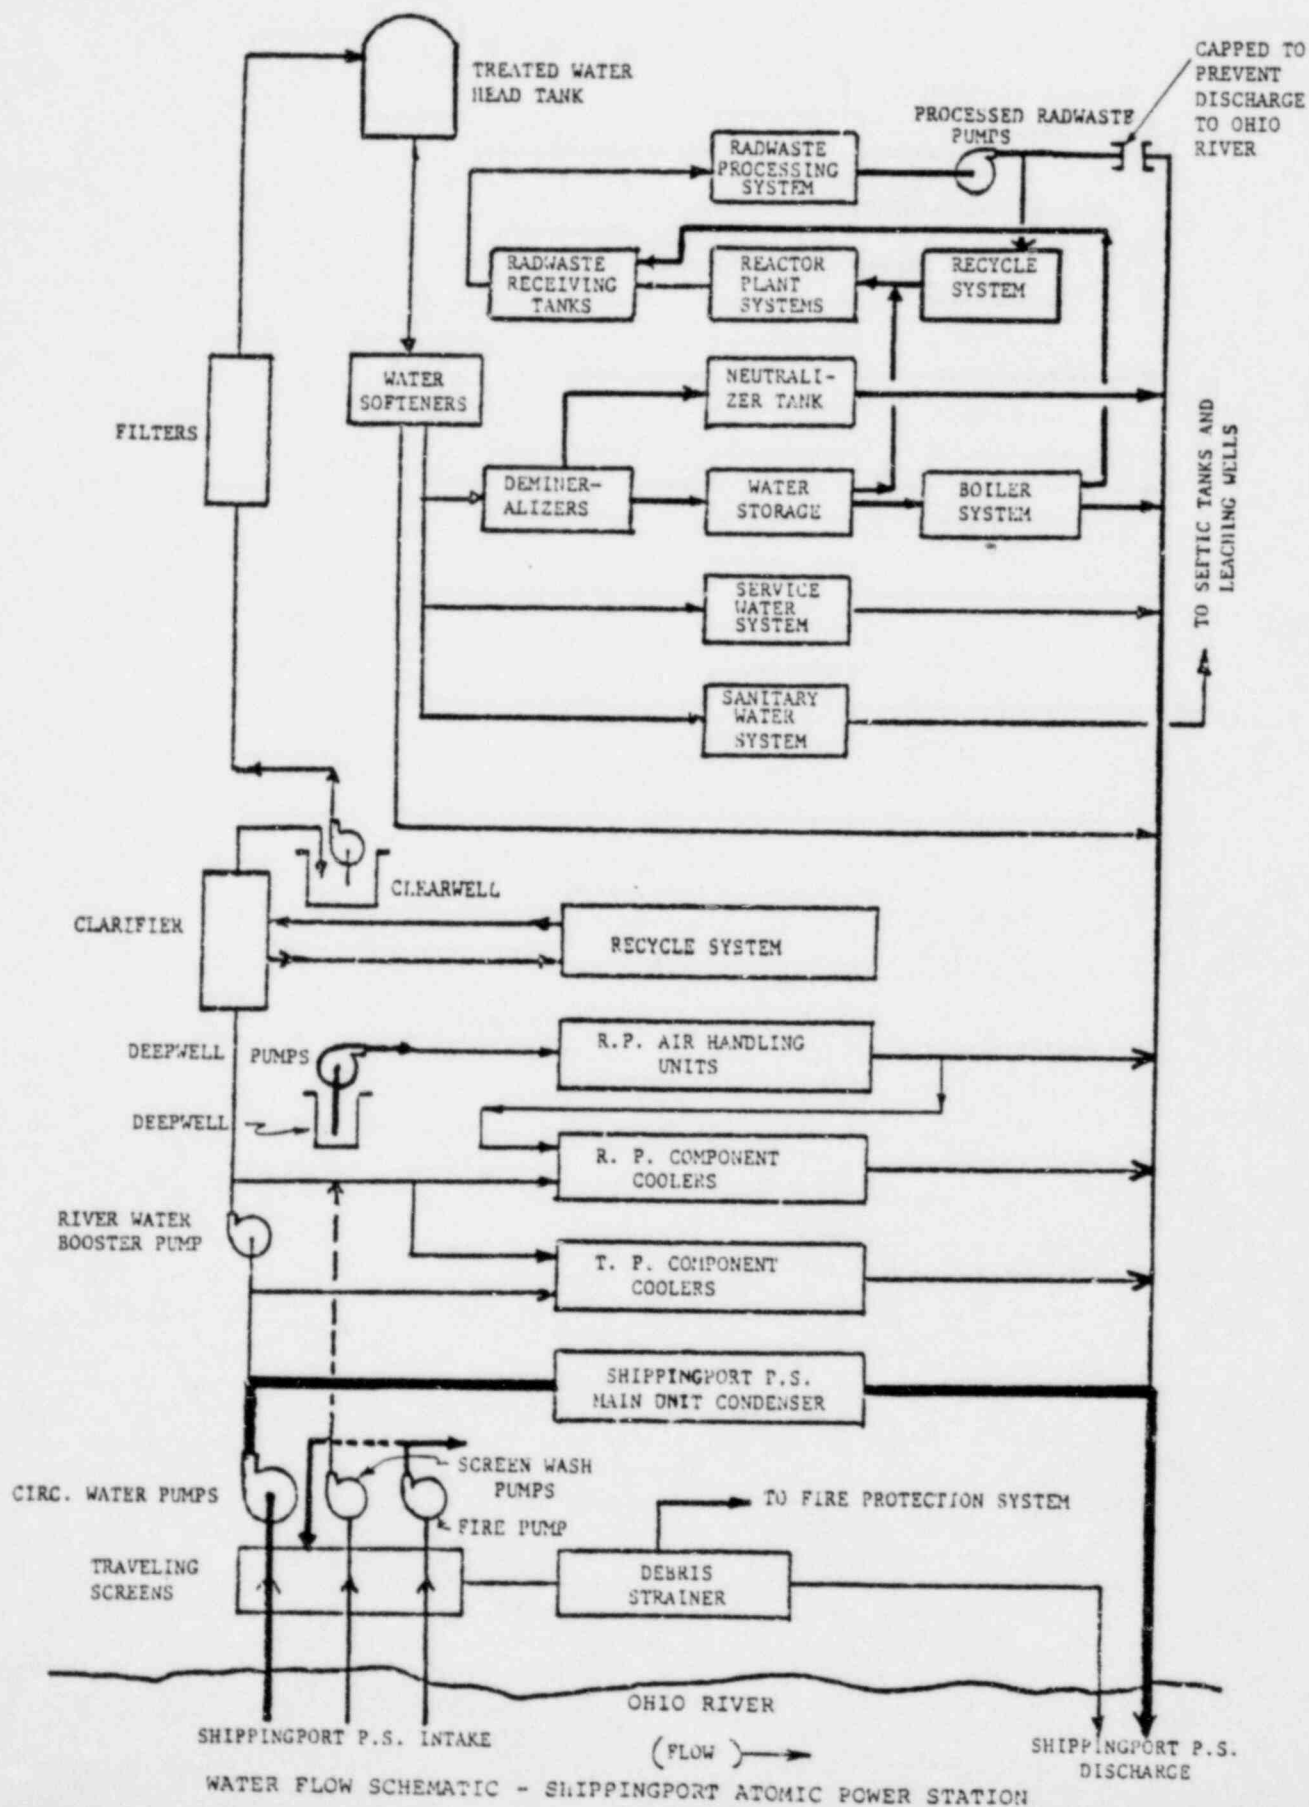 TREATED WATER
HEAD TANK
CAPPED TO
PREVENT
DISCHARGE
TO OHIO
RIVER
PROCESSED RADWASTE
PUMPS
RADWASTE
PROCESSING
SYSTEM
RADWASTE
RECEIVING
TANKS
REACTOR
PLANT
SYSTEMS
RECYCLE
SYSTEM
WATER
SOFTENERS
NEUTRALI-
ZER TANK
FILTERS
DEMINER-
ALIZERS
WATER
STORAGE
BOILER
SYSTEM
TO SEPTIC TANKS AND
LEACHING WELLS
SERVICE
WATER
SYSTEM
SANITARY
WATER
SYSTEM
CLEARWELL
CLARIFIER
RECYCLE SYSTEM
DEEPWELL PUMPS
R.P. AIR HANDLING
UNITS
DEEPWELL
R. P. COMPONENT
COOLERS
RIVER WATER
BOOSTER PUMP
T. P. COMPONENT
COOLERS
SHIPPINGPORT P.S.
MAIN UNIT CONDENSER
SCREEN WASH
PUMPS
CIRC. WATER PUMPS
TO FIRE PROTECTION SYSTEM
FIRE PUMP
TRAVELING
SCREENS
DEBRIS
STRAINER
OHIO RIVER
SHIPPINGPORT P.S. INTAKE
(FLOW)
SHIPPINGPORT P.S.
DISCHARGE
WATER FLOW SCHEMATIC - SHIPPINGPORT ATOMIC POWER STATION